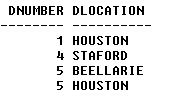 DNUMBER DLOCATION
-------- -----------
1 HOUSTON
4 STAFORD
5 BEELLARIE
5 HOUSTON